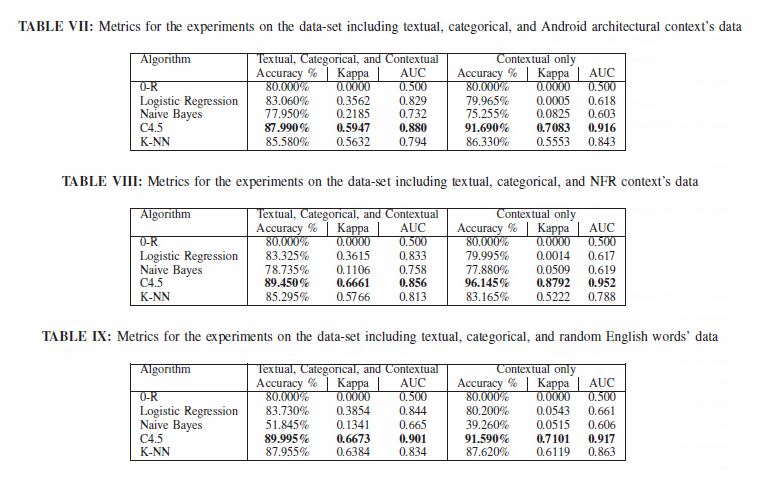 TABLE VII: Metrics for the experiments on the data-set including textual, categorical, and Android architectural context's data
Algorithm Textual, Categorical, and Contextual Contextual only
Accuracy % Kappa AUC Accuracy % Kappa AUC
0-R 80.000% 0.0000 0.500 80.000% 0.0000 0.500
Logistic Regression 83.060% 0.3562 0.829 79.965% 0.0005 0.618
Naive Bayes 77.950% 0.2185 0.732 75.255% 0.0825 0.603
C4.5 87.990% 0.5947 0.880 91.690% 0.7083 0.916
K-NN 85.580% 0.5632 0.794 86.330% 0.5553 0.843
TABLE VIII: Metrics for the experiments on the data-set including textual, categorical, and NFR context's data
Algorithm Textual, Categorical, and Contextual Contextual only
Accuracy % Kappa AUC Accuracy % Kappa AUC
0-R 80.000% 0.0000 0.500 80.000% 0.0000 0.500
Logistic Regression 83.325% 0.3615 0.833 79.995% 0.0014 0.617
Naive Bayes 78.735% 0.1106 0.758 77.880% 0.0509 0.619
C4.5 89.450% 0.6661 0.856 96.145% 0.8792 0.952
K-NN 85.295% 0.5766 0.813 83.165% 0.5222 0.788
TABLE IX: Metrics for the experiments on the data-set including textual, categorical, and random English words' data
Algorithm Textual, Categorical, and Contextual Contextual only
Accuracy % Kappa AUC Accuracy % Kappa AUC
0-R 80.000% 0.0000 0.500 80.000% 0.0000 0.500
Logistic Regression 83.730% 0.3854 0.844 80.200% 0.0543 0.661
Naive Bayes 51.845% 0.1341 0.665 39.260% 0.0515 0.606
C4.5 89.995% 0.6673 0.901 91.590% 0.7101 0.917
K-NN 87.955% 0.6384 0.834 87.620% 0.6119 0.863